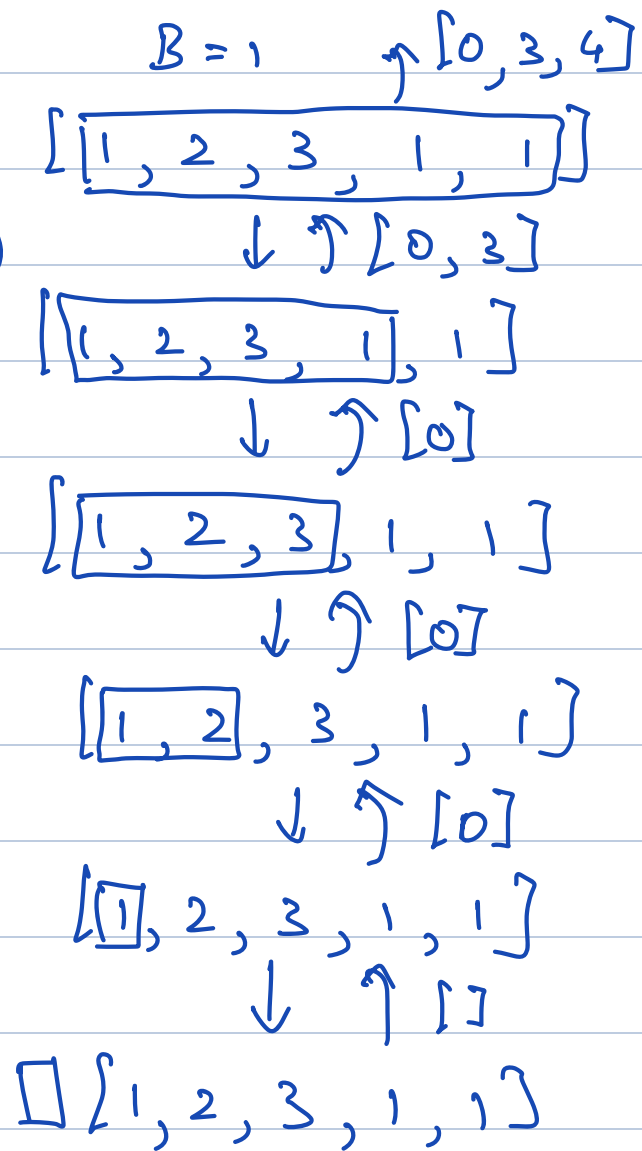 B = 1 ↑ [0, 3, 4]
[[1, 2, 3, 1, 1]]
↓ ↑ [0, 3]
[1, 2, 3, 1, 1]
↓ ↑ [0]
[1, 2, 3, 1, 1]
↓ ↑ [0]
[1, 2, 3, 1, 1]
↓ ↑ [0]
[1, 2, 3, 1, 1]
↓ ↑ []
[1, 2, 3, 1, 1]